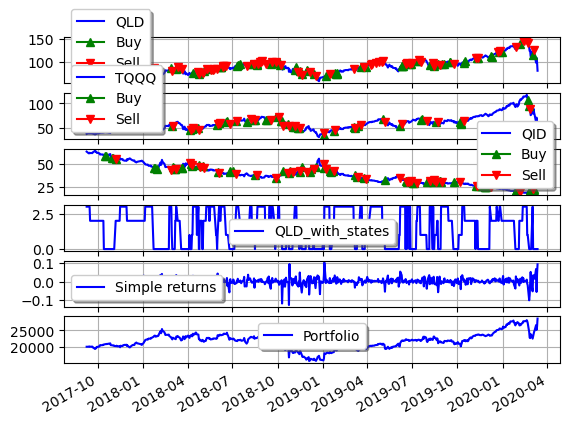 QLD
Buy
Sell
150
100
TQQQ
Buy
Sell
100
50
QID
Buy
Sell
50
25
QLD_with_states
2.5
0.0
Simple returns
0.1
0.0
−0.1
Portfolio
25000
20000
2017-10
2018-01
2018-04
2018-07
2018-10
2019-01
2019-04
2019-07
2019-10
2020-01
2020-04